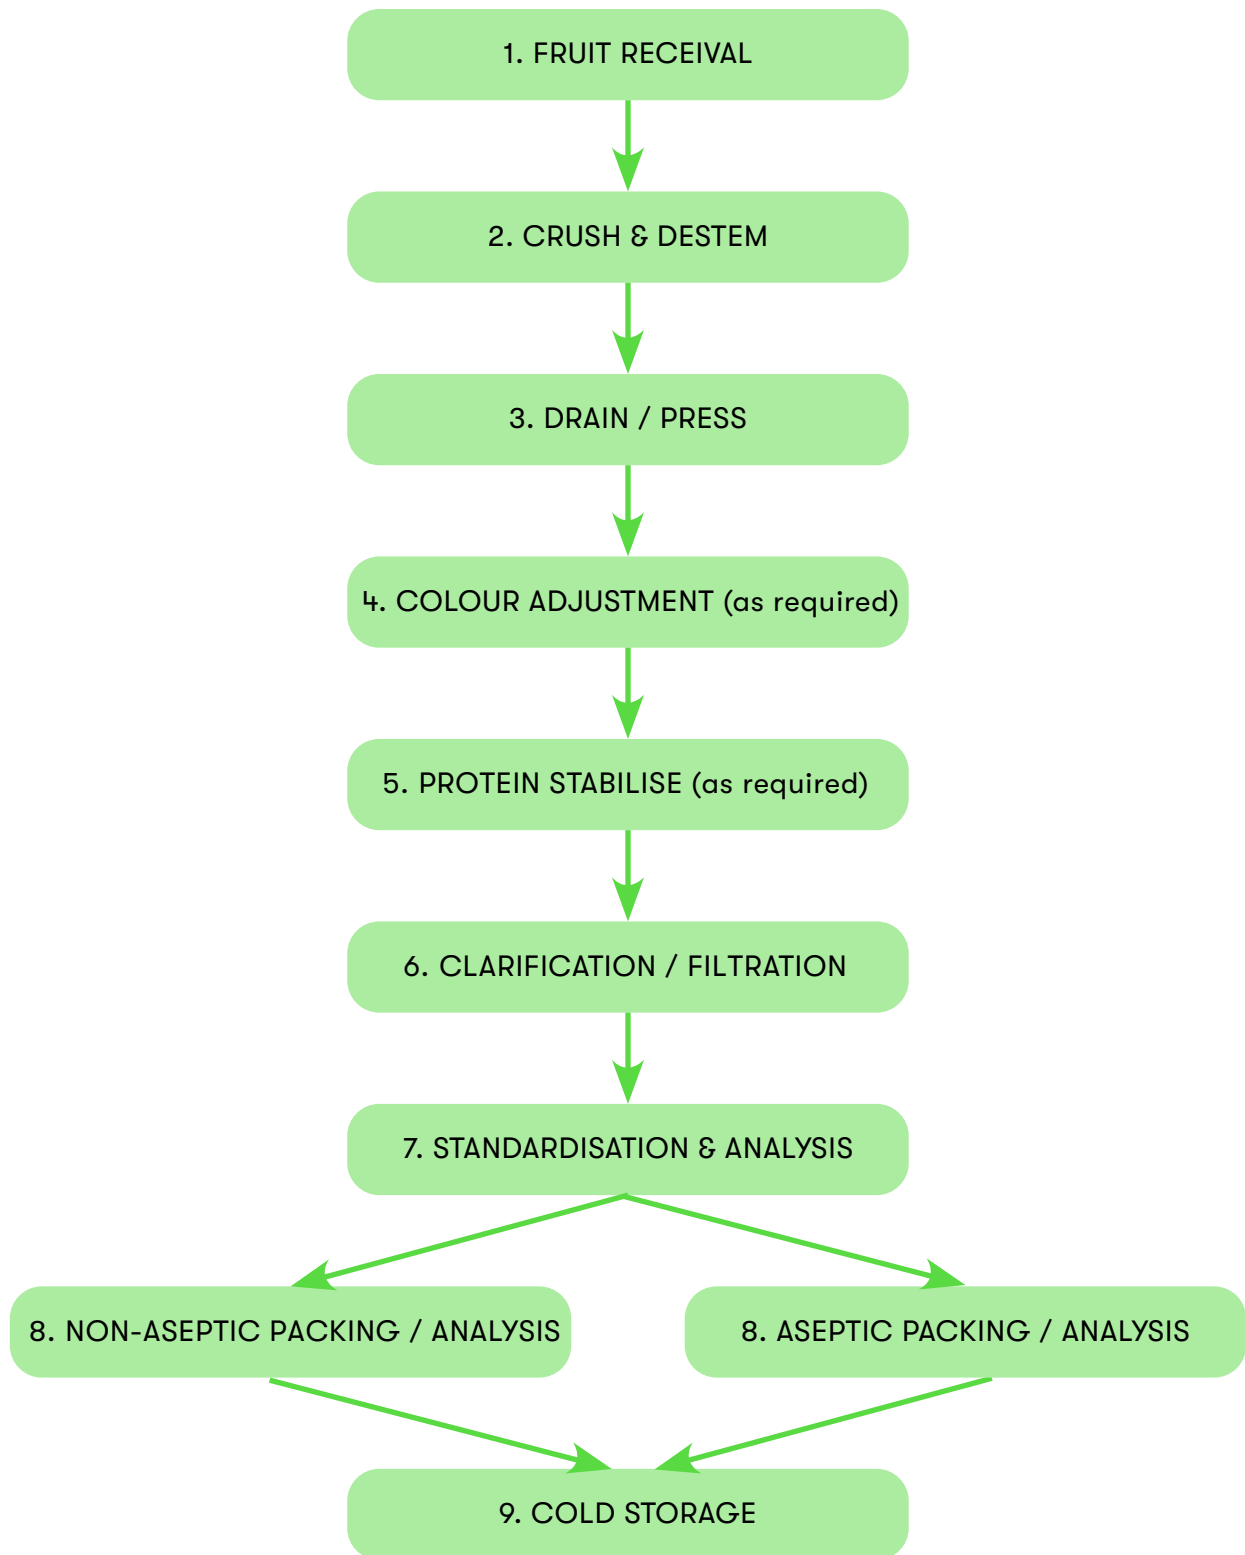 1. FRUIT RECEIVAL
2. CRUSH & DESTEM
3. DRAIN / PRESS
4. COLOUR ADJUSTMENT (as required)
5. PROTEIN STABILISE (as required)
6. CLARIFICATION / FILTRATION
7. STANDARDISATION & ANALYSIS
8. NON-ASEPTIC PACKING / ANALYSIS
8. ASEPTIC PACKING / ANALYSIS
9. COLD STORAGE